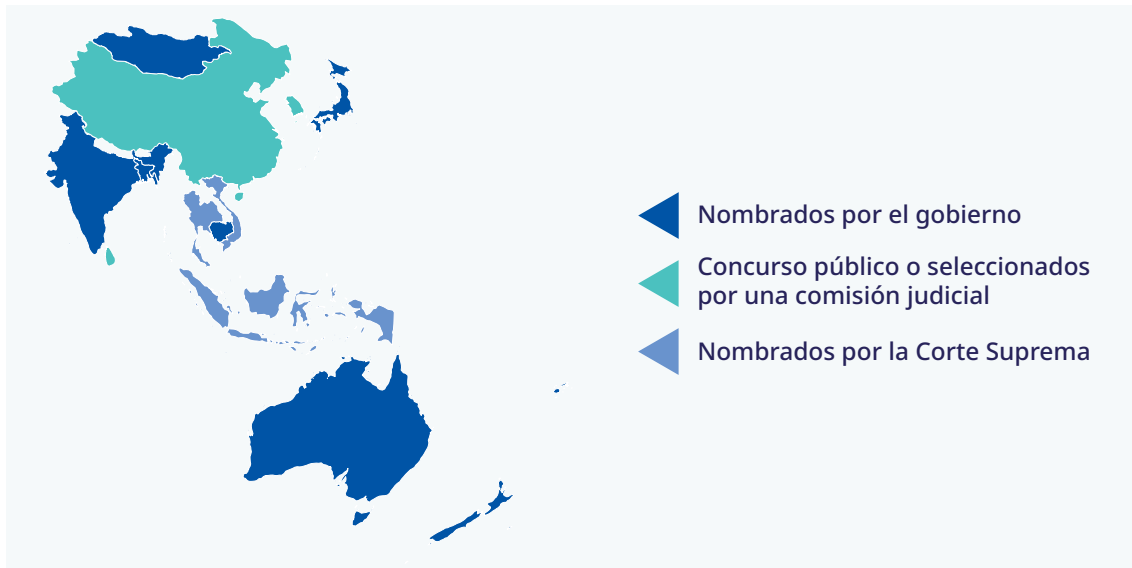 Nombrados por el gobierno
Concurso público o seleccionados
por una comisión judicial
Nombrados por la Corte Suprema